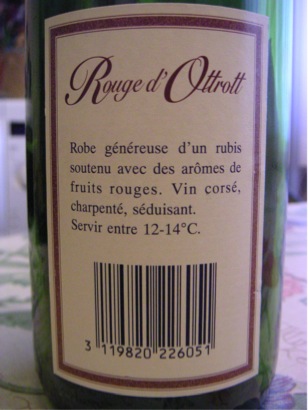 Rouge d'Ottrott
Robe généreuse d'un rubis
soutenu avec des arômes de
fruits rouges. Vin corsé,
charpenté, séduisant.
Servir entre 12-14°C.
3 119820 226051